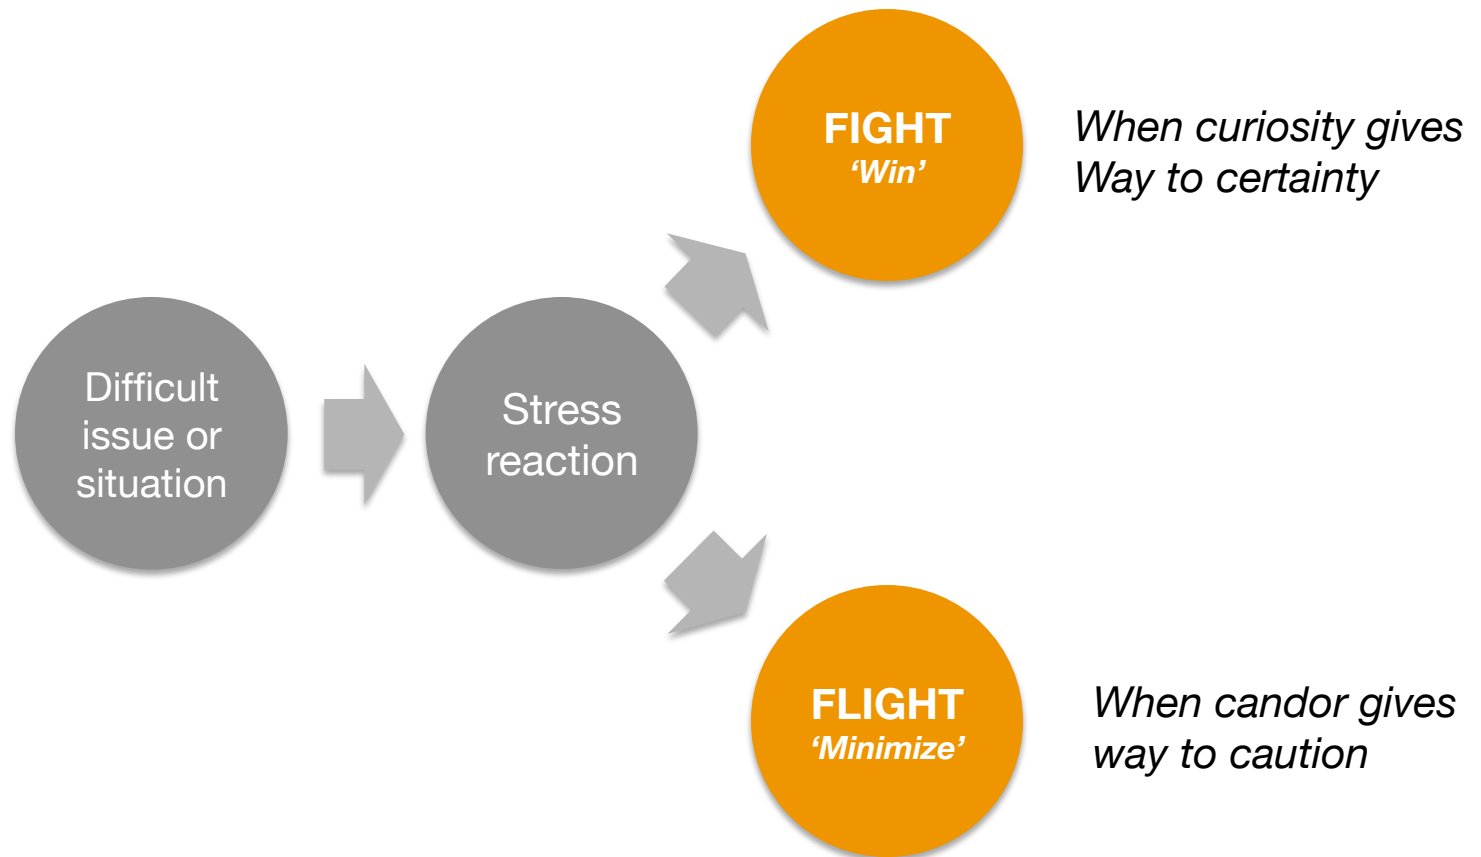 FIGHT
‘Win’
When curiosity gives
Way to certainty
Difficult
issue or
situation
Stress
reaction
FLIGHT
‘Minimize’
When candor gives
way to caution